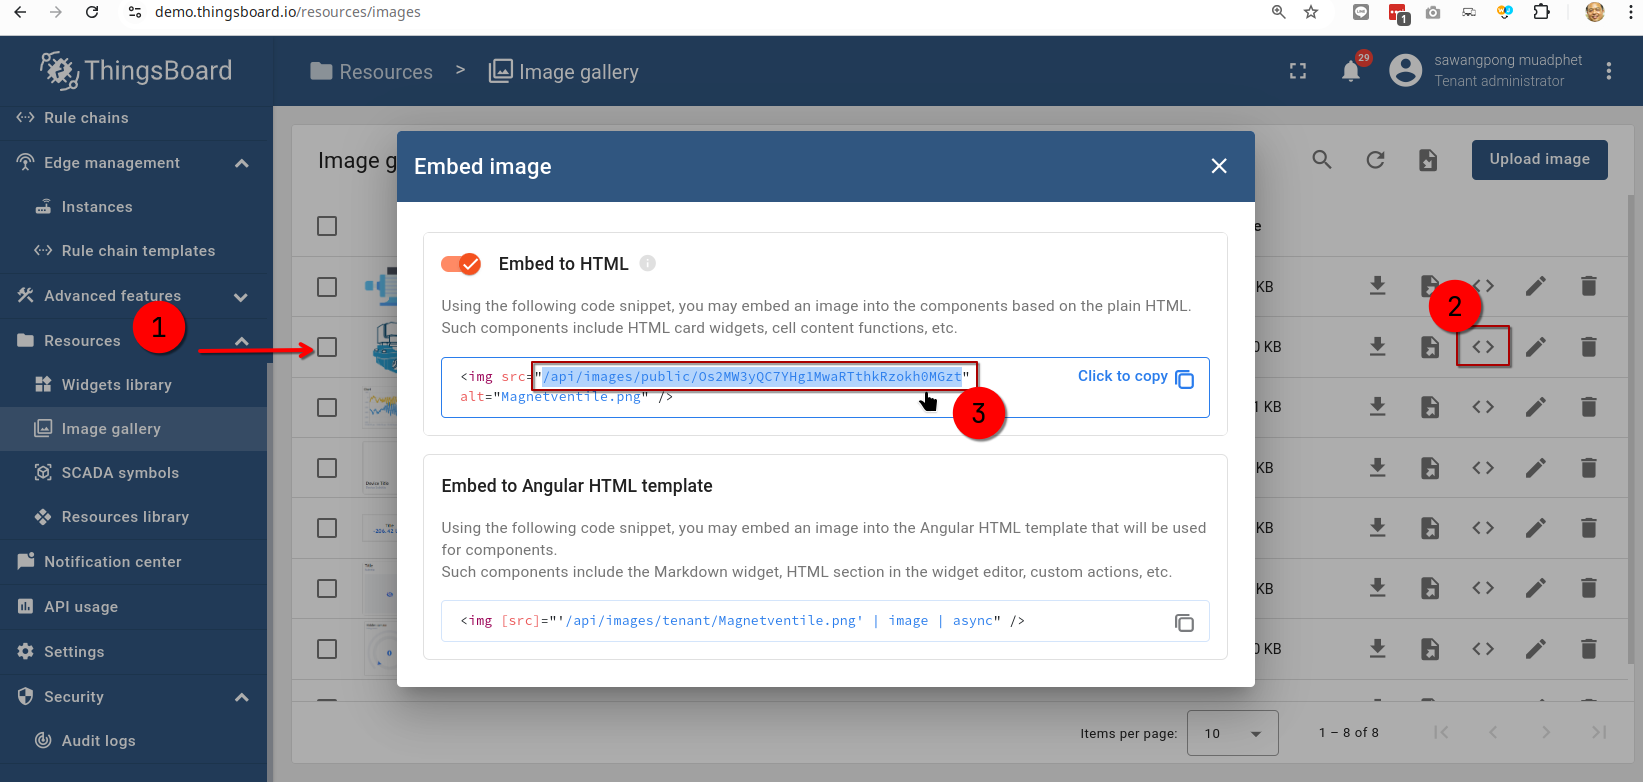 demo.thingsboard.io/resources/images
1
ThingsBoard
Resources > Image gallery
29
sawangpong muadphet
Tenant administrator
Rule chains
Edge management
Instances
Rule chain templates
Advanced features
1
Resources
Widgets library
Image gallery
SCADA symbols
Resources library
Notification center
API usage
Settings
Security
Audit logs
Image g
Upload image
e
KB
2
0 KB
1 KB
KB
KB
KB
0 KB
Embed image
Embed to HTML
Using the following code snippet, you may embed an image into the components based on the plain HTML.
Such components include HTML card widgets, cell content functions, etc.
<img src="/api/images/public/Os2MW3yQC7YHg1MwaRTthkRzokh0MGzt"
alt="Magnetventile.png" />
Click to copy
3
Embed to Angular HTML template
Using the following code snippet, you may embed an image into the Angular HTML template that will be used
for components.
Such components include the Markdown widget, HTML section in the widget editor, custom actions, etc.
<img [src]="'/api/images/tenant/Magnetventile.png' | image | async" />
Items per page:
10
1 – 8 of 8